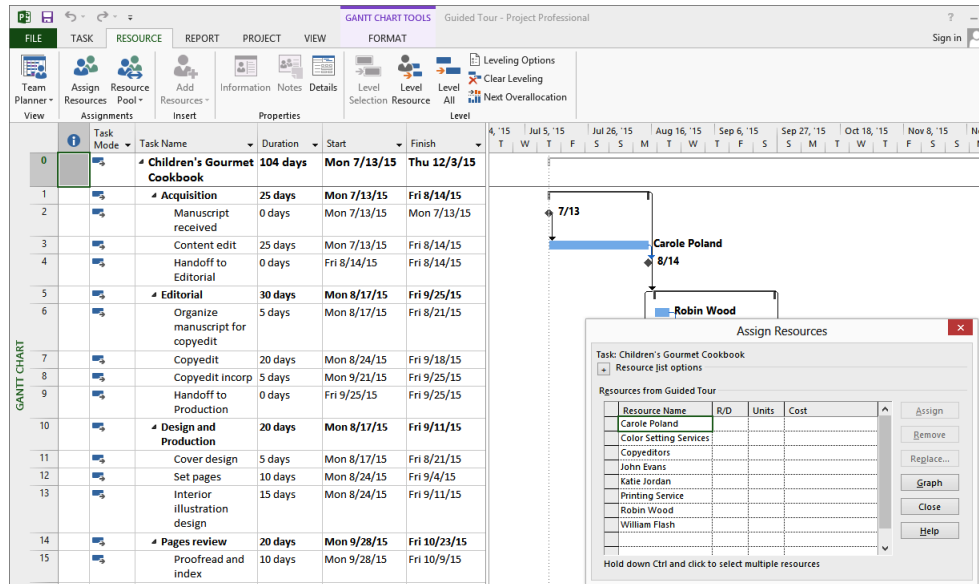 GANTT CHART TOOLS Guided Tour - Project Professional ?
FILE TASK RESOURCE REPORT PROJECT VIEW FORMAT Sign in
Team Planner
Assign Resources
Resource Pool
Add Resources
Information Notes Details
Level Selection
Level Resource
Level All
Leveling Options
Clear Leveling
Next Overallocation
View Assignments Insert Properties Level
GANTT CHART
Task Mode Task Name Duration Start Finish
4, '15 Jul 5, '15 Jul 26, '15 Aug 16, '15 Sep 6, '15 Sep 27, '15 Oct 18, '15 Nov 8, '15 N
T W T F S S M T W T F S S M T W T F S S
0 Children's Gourmet Cookbook 104 days Mon 7/13/15 Thu 12/3/15
1 Acquisition 25 days Mon 7/13/15 Fri 8/14/15
2 Manuscript received 0 days Mon 7/13/15 Mon 7/13/15
7/13
3 Content edit 25 days Mon 7/13/15 Fri 8/14/15
Carole Poland
4 Handoff to Editorial 0 days Fri 8/14/15 Fri 8/14/15
8/14
5 Editorial 30 days Mon 8/17/15 Fri 9/25/15
6 Organize manuscript for copyedit 5 days Mon 8/17/15 Fri 8/21/15
Robin Wood
7 Copyedit 20 days Mon 8/24/15 Fri 9/18/15
8 Copyedit incorp 5 days Mon 9/21/15 Fri 9/25/15
9 Handoff to Production 0 days Fri 9/25/15 Fri 9/25/15
10 Design and Production 20 days Mon 8/17/15 Fri 9/11/15
11 Cover design 5 days Mon 8/17/15 Fri 8/21/15
12 Set pages 10 days Mon 8/24/15 Fri 9/4/15
13 Interior illustration design 15 days Mon 8/24/15 Fri 9/11/15
14 Pages review 20 days Mon 9/28/15 Fri 10/23/15
15 Proofread and index 10 days Mon 9/28/15 Fri 10/9/15
Assign Resources
Task: Children's Gourmet Cookbook
+ Resource list options
Resources from Guided Tour
Resource Name R/D Units Cost
Carole Poland
Color Setting Services
Copyeditors
John Evans
Katie Jordan
Printing Service
Robin Wood
William Flash
Assign
Remove
Replace...
Graph
Close
Help
Hold down Ctrl and click to select multiple resources